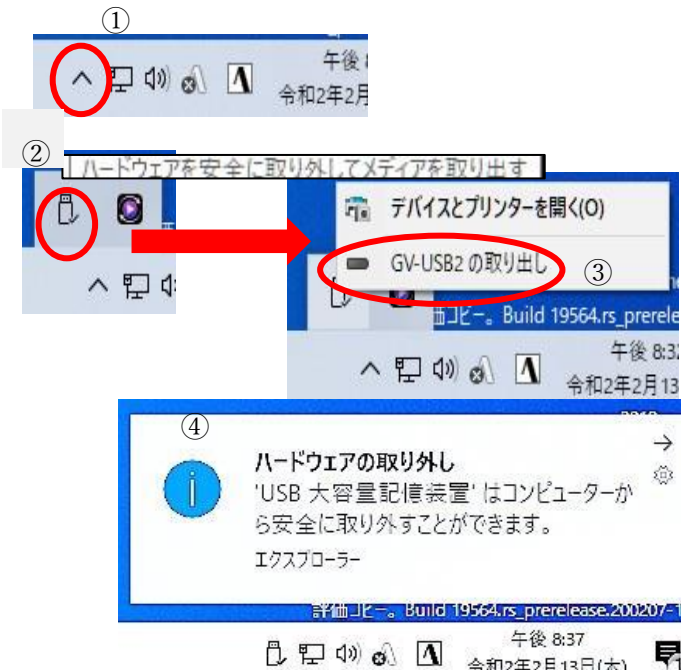 ①
午後
令和2年2月
②
ハードウェアを安全に取り外してメディアを取り出す
デバイスとプリンターを開く(O)
GV-USB2 の取り出し
③
価コピー。Build 19564.rs_prerele
午後 8:32
令和2年2月13
④
ハードウェアの取り外し
'USB 大容量記憶装置' はコンピューターか
ら安全に取り外すことができます。
エクスプローラー
評価コピー。Build 19564.rs_prerelease.200207-1
午後 8:37
令和2年2月13日(木)